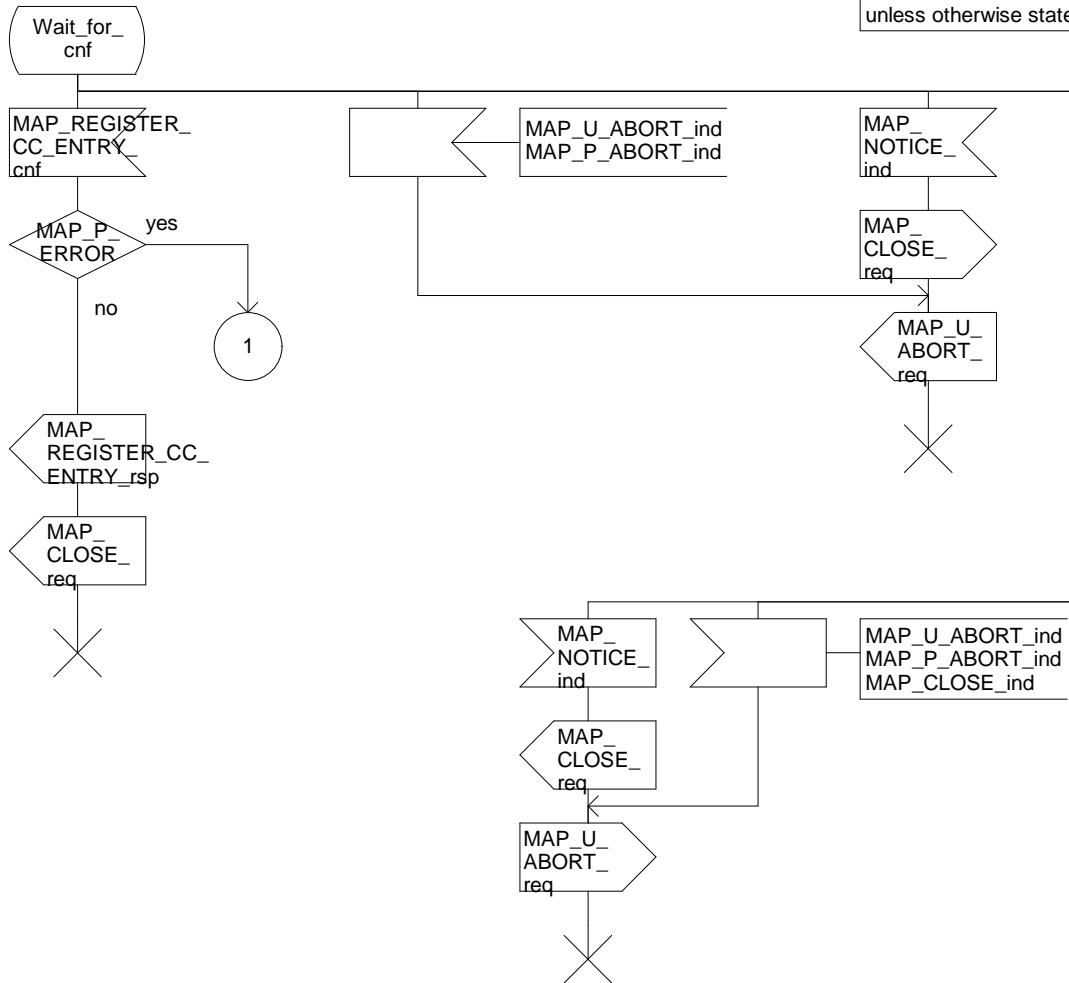 Wait_for_
cnf
unless otherwise state
MAP_REGISTER_
CC_ENTRY_
cnf
MAP_U_ABORT_ind
MAP_P_ABORT_ind
MAP_
NOTICE_
ind
MAP_P_
ERROR
yes
MAP_
CLOSE_
req
no
1
MAP_U_
ABORT_
req
MAP_
REGISTER_CC_
ENTRY_rsp
MAP_
CLOSE_
req
MAP_
NOTICE_
ind
MAP_U_ABORT_ind
MAP_P_ABORT_ind
MAP_CLOSE_ind
MAP_
CLOSE_
req
MAP_U_
ABORT_
req